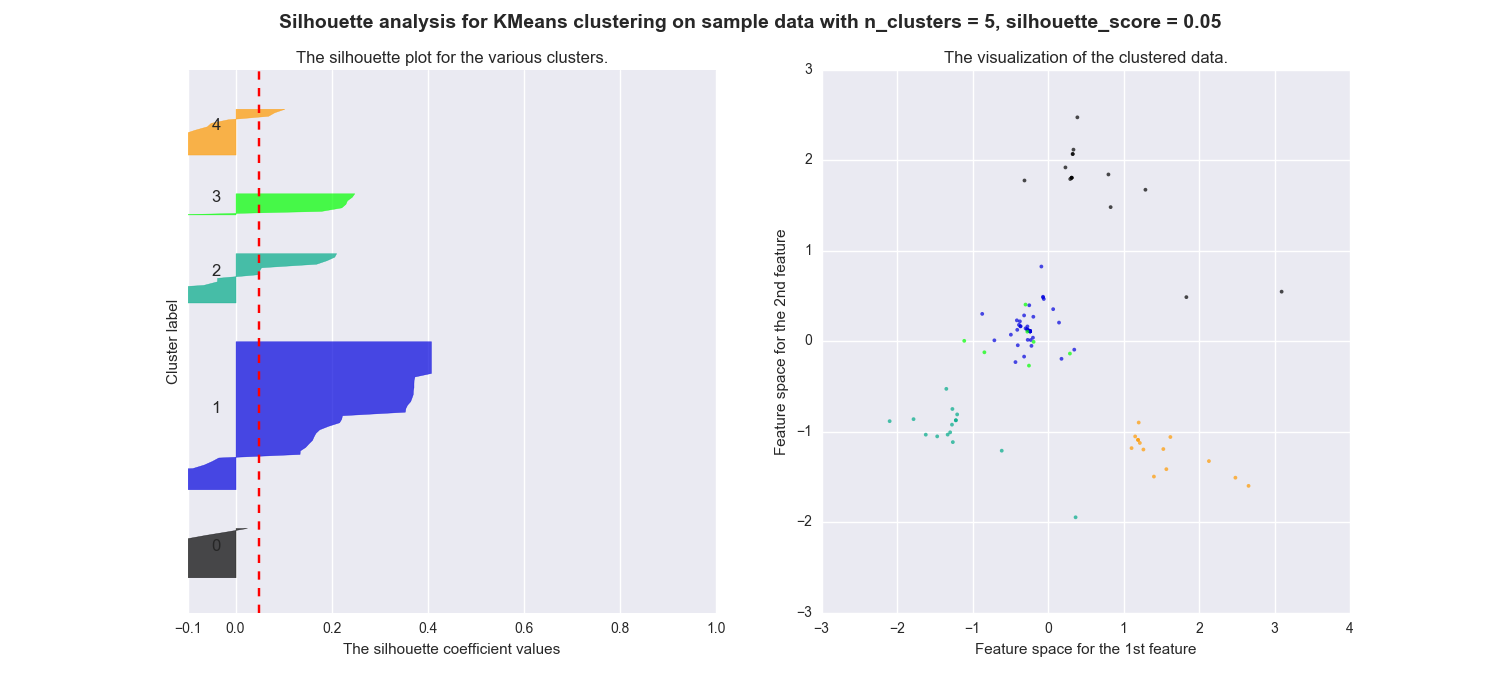 Silhouette analysis for KMeans clustering on sample data with n_clusters = 5, silhouette_score = 0.05
The silhouette plot for the various clusters.
Cluster label
4
3
2
1
0
−0.1 0.0 0.2 0.4 0.6 0.8 1.0
The silhouette coefficient values
The visualization of the clustered data.
Feature space for the 2nd feature
3
2
1
0
−1
−2
−3
−3 −2 −1 0 1 2 3 4
Feature space for the 1st feature